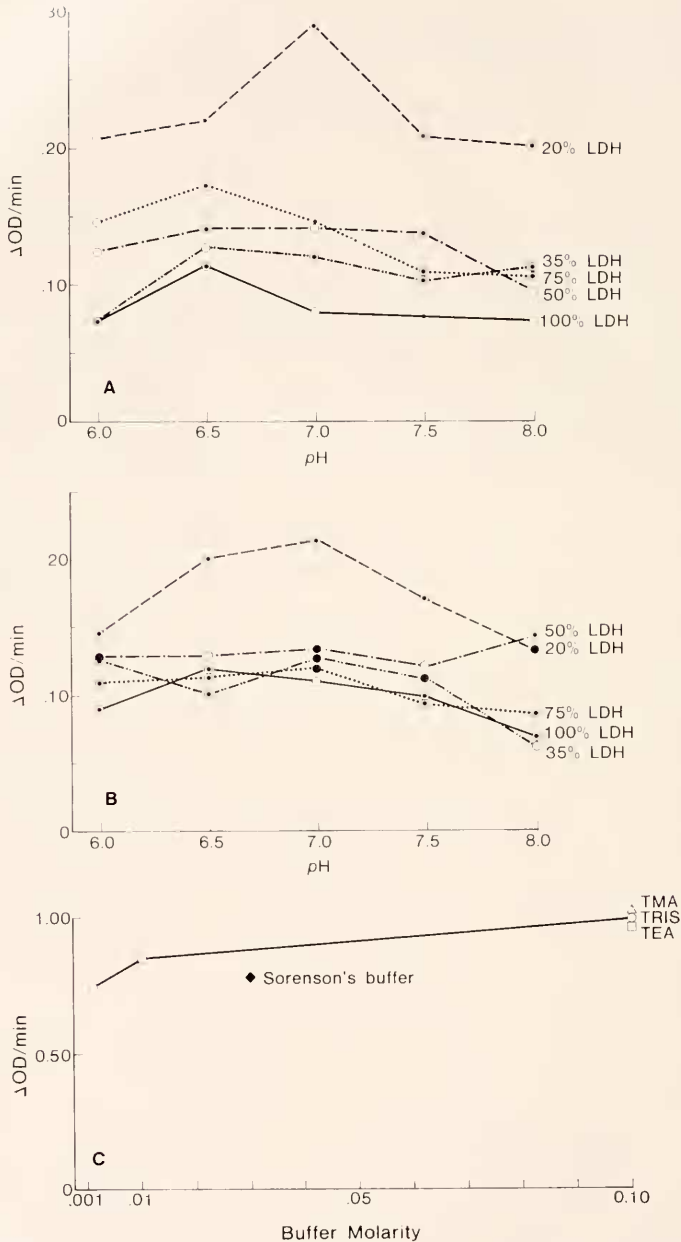 .30
20% LDH
.20
ΔOD/min
35% LDH
75% LDH
50% LDH
.10
100% LDH
A
0
6.0 6.5 7.0 7.5 8.0
pH
.20
ΔOD/min
50% LDH
20% LDH
.10
75% LDH
100% LDH
35% LDH
B
0
6.0 6.5 7.0 7.5 8.0
pH
1.00
TMA
TRIS
TEA
◆ Sorenson's buffer
ΔOD/min
0.50
C
0
.001 .01 .05 0.10
Buffer Molarity